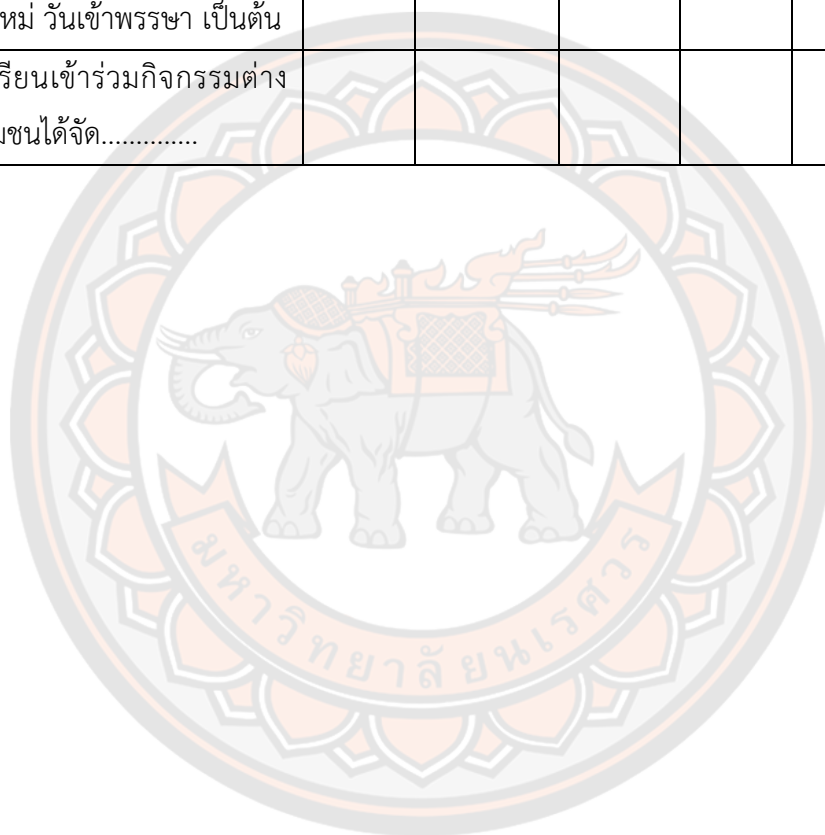 หม่ วันเข้าพรรษา เป็นต้น
รียนเข้าร่วมกิจกรรมต่าง
มชนได้จัด.............
มหาวิทยาลัยนเรศวร